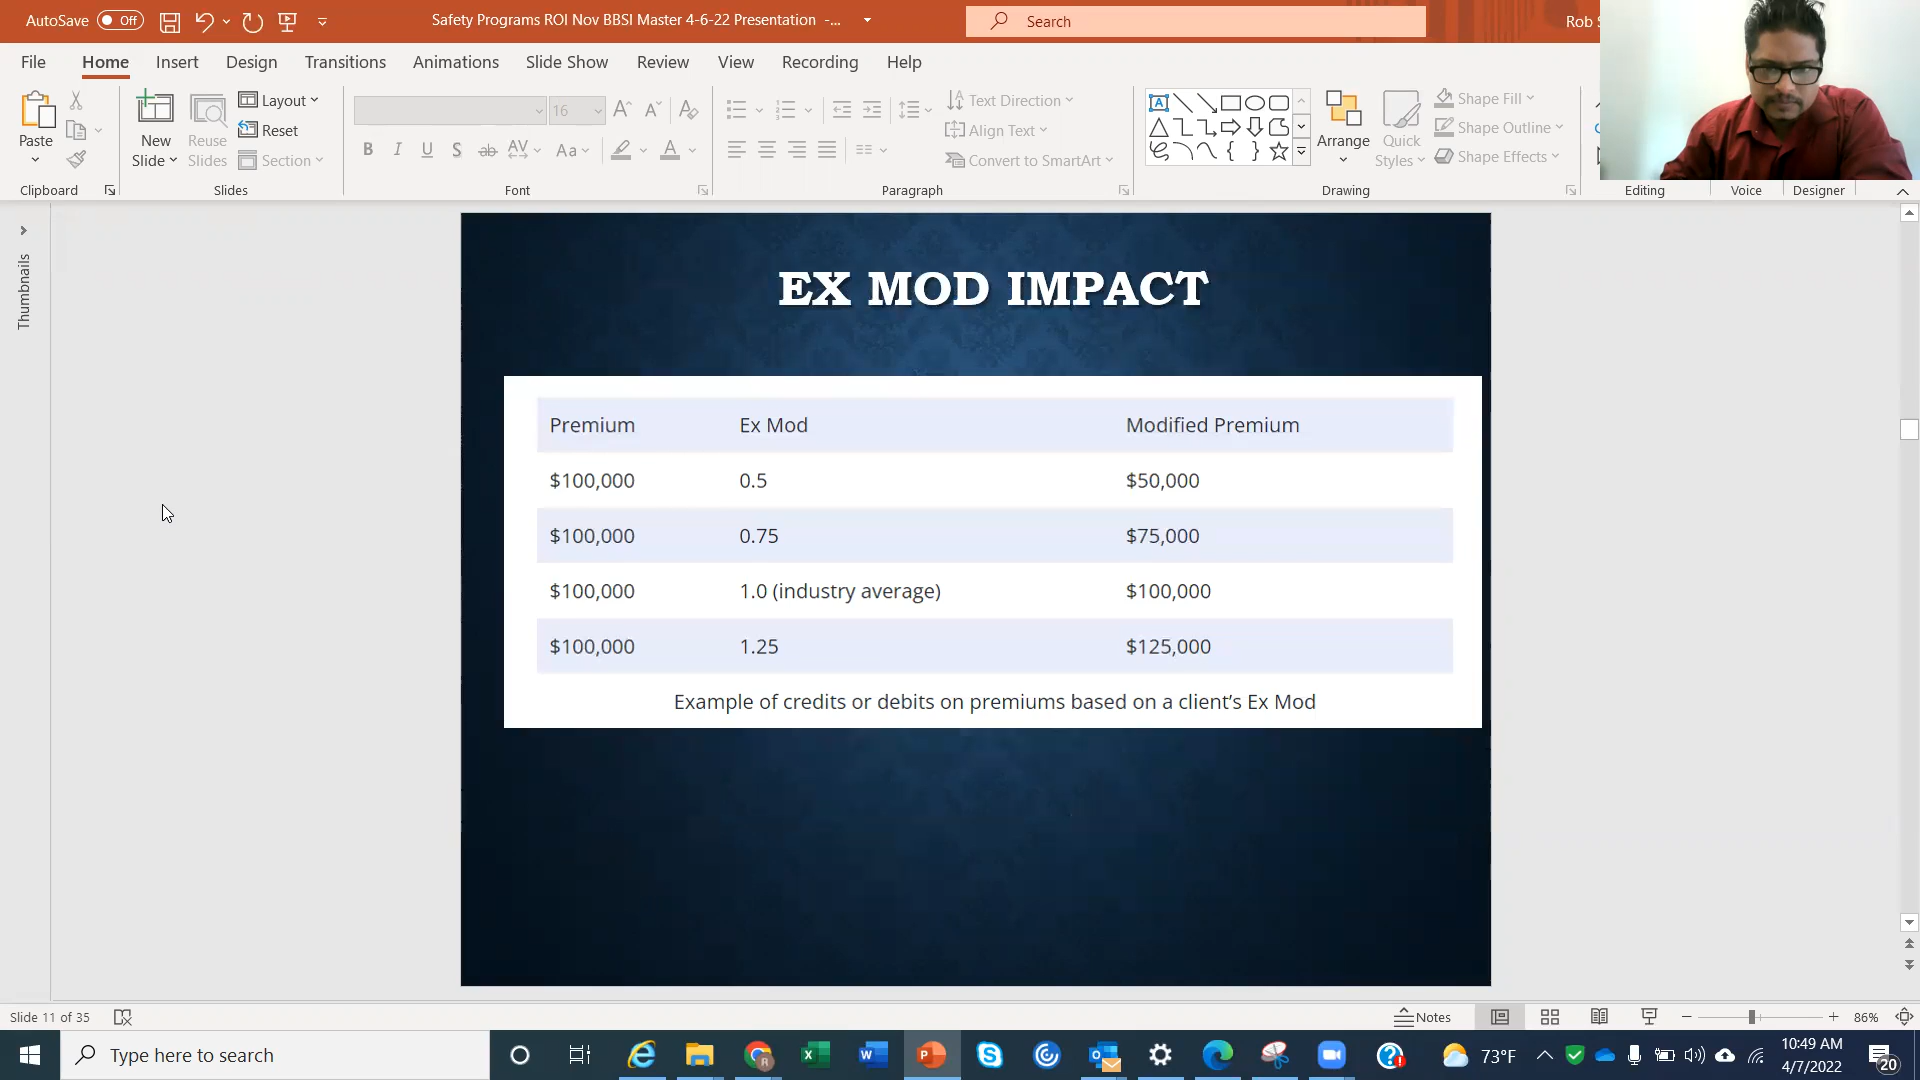 AutoSave Off Safety Programs ROI Nov BBSI Master 4-6-22 Presentation -... Search Rob S
File Home Insert Design Transitions Animations Slide Show Review View Recording Help
Paste
Clipboard
New Slide
Reuse Slides
Layout
Reset
Section
Slides
16
B I U S ab AV Aa A
Font
Text Direction
Align Text
Convert to SmartArt
Paragraph
Arrange
Quick Styles
Shape Fill
Shape Outline
Shape Effects
Drawing
Editing
Voice
Designer
Thumbnails
EX MOD IMPACT
Premium Ex Mod Modified Premium
$100,000 0.5 $50,000
$100,000 0.75 $75,000
$100,000 1.0 (industry average) $100,000
$100,000 1.25 $125,000
Example of credits or debits on premiums based on a client's Ex Mod
Slide 11 of 35 Notes 86%
Type here to search 73°F 10:49 AM
4/7/2022 20